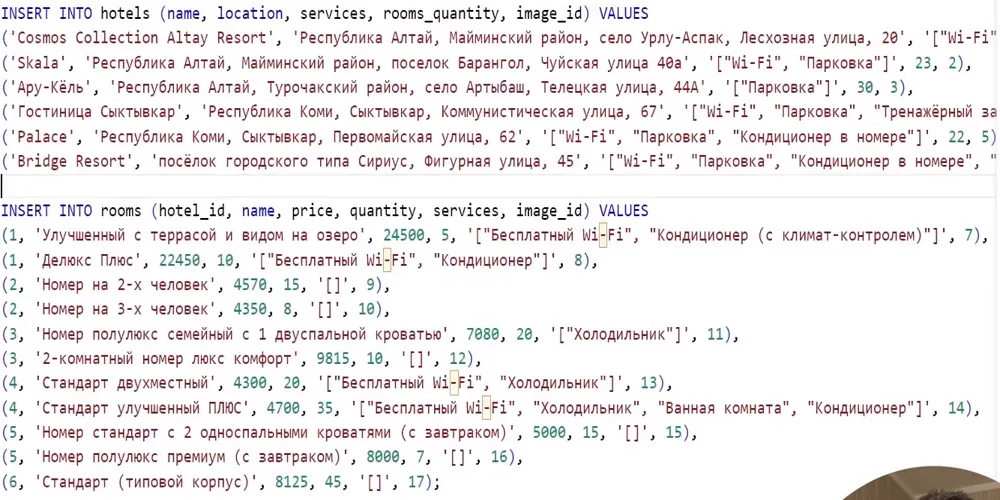 INSERT INTO hotels (name, location, services, rooms_quantity, image_id) VALUES
('Cosmos Collection Altay Resort', 'Республика Алтай, Майминский район, село Урлу-Аспак, Лесхозная улица, 20', '["Wi-Fi"
('Skala', 'Республика Алтай, Майминский район, поселок Барангол, Чуйская улица 40а', '["Wi-Fi", "Парковка"]', 23, 2),
('Ару-Кёль', 'Республика Алтай, Турочакский район, село Артыбаш, Телецкая улица, 44А', '["Парковка"]', 30, 3),
('Гостиница Сыктывкар', 'Республика Коми, Сыктывкар, Коммунистическая улица, 67', '["Wi-Fi", "Парковка", "Тренажёрный за
('Palace', 'Республика Коми, Сыктывкар, Первомайская улица, 62', '["Wi-Fi", "Парковка", "Кондиционер в номере"]', 22, 5)
('Bridge Resort', 'посёлок городского типа Сириус, Фигурная улица, 45', '["Wi-Fi", "Парковка", "Кондиционер в номере", "
INSERT INTO rooms (hotel_id, name, price, quantity, services, image_id) VALUES
(1, 'Улучшенный с террасой и видом на озеро', 24500, 5, '["Бесплатный Wi-Fi", "Кондиционер (с климат-контролем)"]', 7),
(1, 'Делюкс Плюс', 22450, 10, '["Бесплатный Wi-Fi", "Кондиционер"]', 8),
(2, 'Номер на 2-х человек', 4570, 15, '[]', 9),
(2, 'Номер на 3-х человек', 4350, 8, '[]', 10),
(3, 'Номер полулюкс семейный с 1 двуспальной кроватью', 7080, 20, '["Холодильник"]', 11),
(3, '2-комнатный номер люкс комфорт', 9815, 10, '[]', 12),
(4, 'Стандарт двухместный', 4300, 20, '["Бесплатный Wi-Fi", "Холодильник"]', 13),
(4, 'Стандарт улучшенный ПЛЮС', 4700, 35, '["Бесплатный Wi-Fi", "Холодильник", "Ванная комната", "Кондиционер"]', 14),
(5, 'Номер стандарт с 2 односпальными кроватями (с завтраком)', 5000, 15, '[]', 15),
(5, 'Номер полулюкс премиум (с завтраком)', 8000, 7, '[]', 16),
(6, 'Стандарт (типовой корпус)', 8125, 45, '[]', 17);